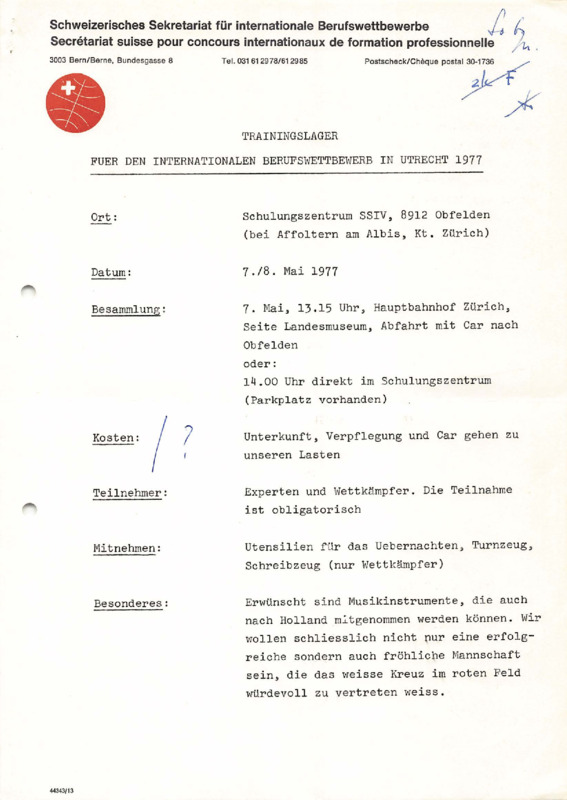 Schweizerisches Sekretariat für internationale Berufswettbewerbe
Secrétariat suisse pour concours internationaux de formation professionnelle
3003 Bern/Berne, Bundesgasse 8 Tel. 031 61 29 78/61 29 85 Postscheck/Chèque postal 30-1736
TRAININGSLAGER
FUER DEN INTERNATIONALEN BERUFSWETTBEWERB IN UTRECHT 1977
Ort: Schulungszentrum SSIV, 8912 Obfelden
(bei Affoltern am Albis, Kt. Zürich)
Datum: 7./8. Mai 1977
Besammlung: 7. Mai, 13.15 Uhr, Hauptbahnhof Zürich,
Seite Landesmuseum, Abfahrt mit Car nach
Obfelden
oder:
14.00 Uhr direkt im Schulungszentrum
(Parkplatz vorhanden)
Kosten: / ? Unterkunft, Verpflegung und Car gehen zu
unseren Lasten
Teilnehmer: Experten und Wettkämpfer. Die Teilnahme
ist obligatorisch
Mitnehmen: Utensilien für das Uebernachten, Turnzeug,
Schreibzeug (nur Wettkämpfer)
Besonderes: Erwünscht sind Musikinstrumente, die auch
nach Holland mitgenommen werden können. Wir
wollen schliesslich nicht nur eine erfolg-
reiche sondern auch fröhliche Mannschaft
sein, die das weisse Kreuz im roten Feld
würdevoll zu vertreten weiss.
44343/13